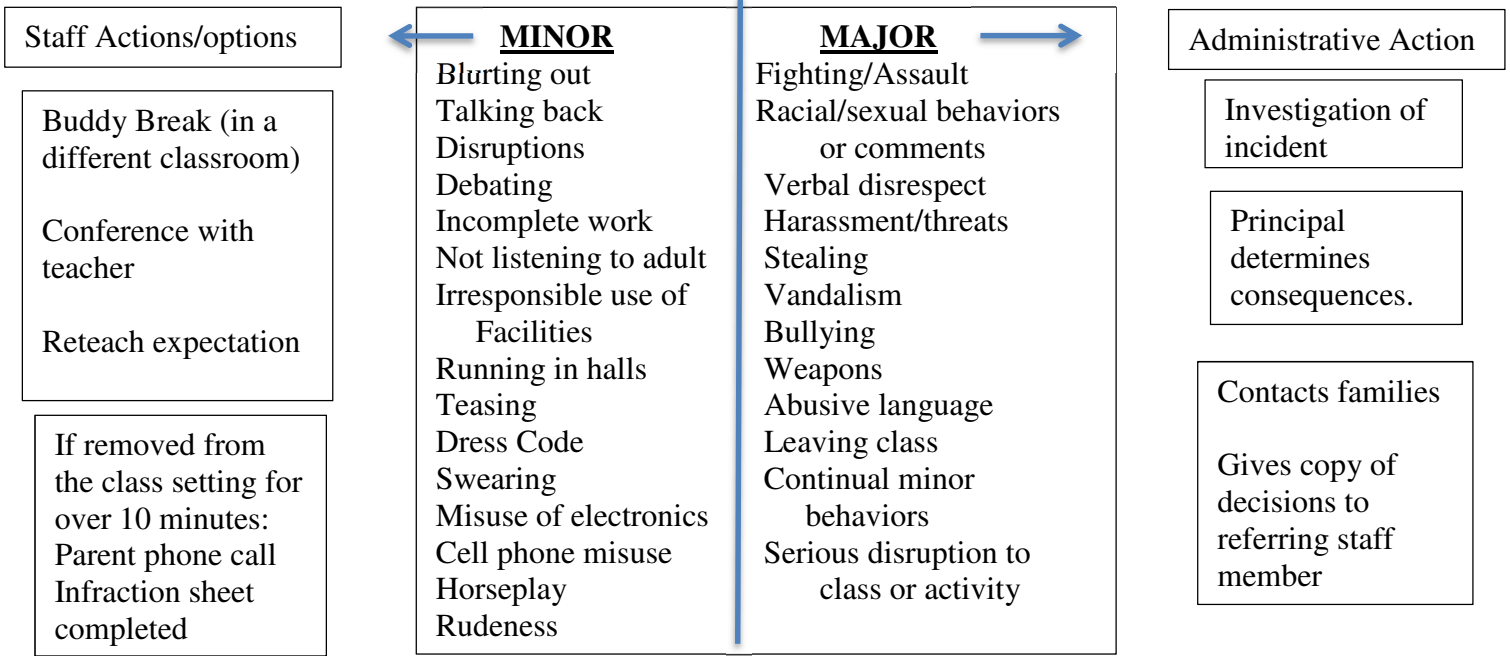 Staff Actions/options
Buddy Break (in a
different classroom)
Conference with
teacher
Reteach expectation
If removed from
the class setting for
over 10 minutes:
Parent phone call
Infraction sheet
completed
MINOR
Blurting out
Talking back
Disruptions
Debating
Incomplete work
Not listening to adult
Irresponsible use of
Facilities
Running in halls
Teasing
Dress Code
Swearing
Misuse of electronics
Cell phone misuse
Horseplay
Rudeness
MAJOR
Fighting/Assault
Racial/sexual behaviors
or comments
Verbal disrespect
Harassment/threats
Stealing
Vandalism
Bullying
Weapons
Abusive language
Leaving class
Continual minor
behaviors
Serious disruption to
class or activity
Administrative Action
Investigation of
incident
Principal
determines
consequences.
Contacts families
Gives copy of
decisions to
referring staff
member